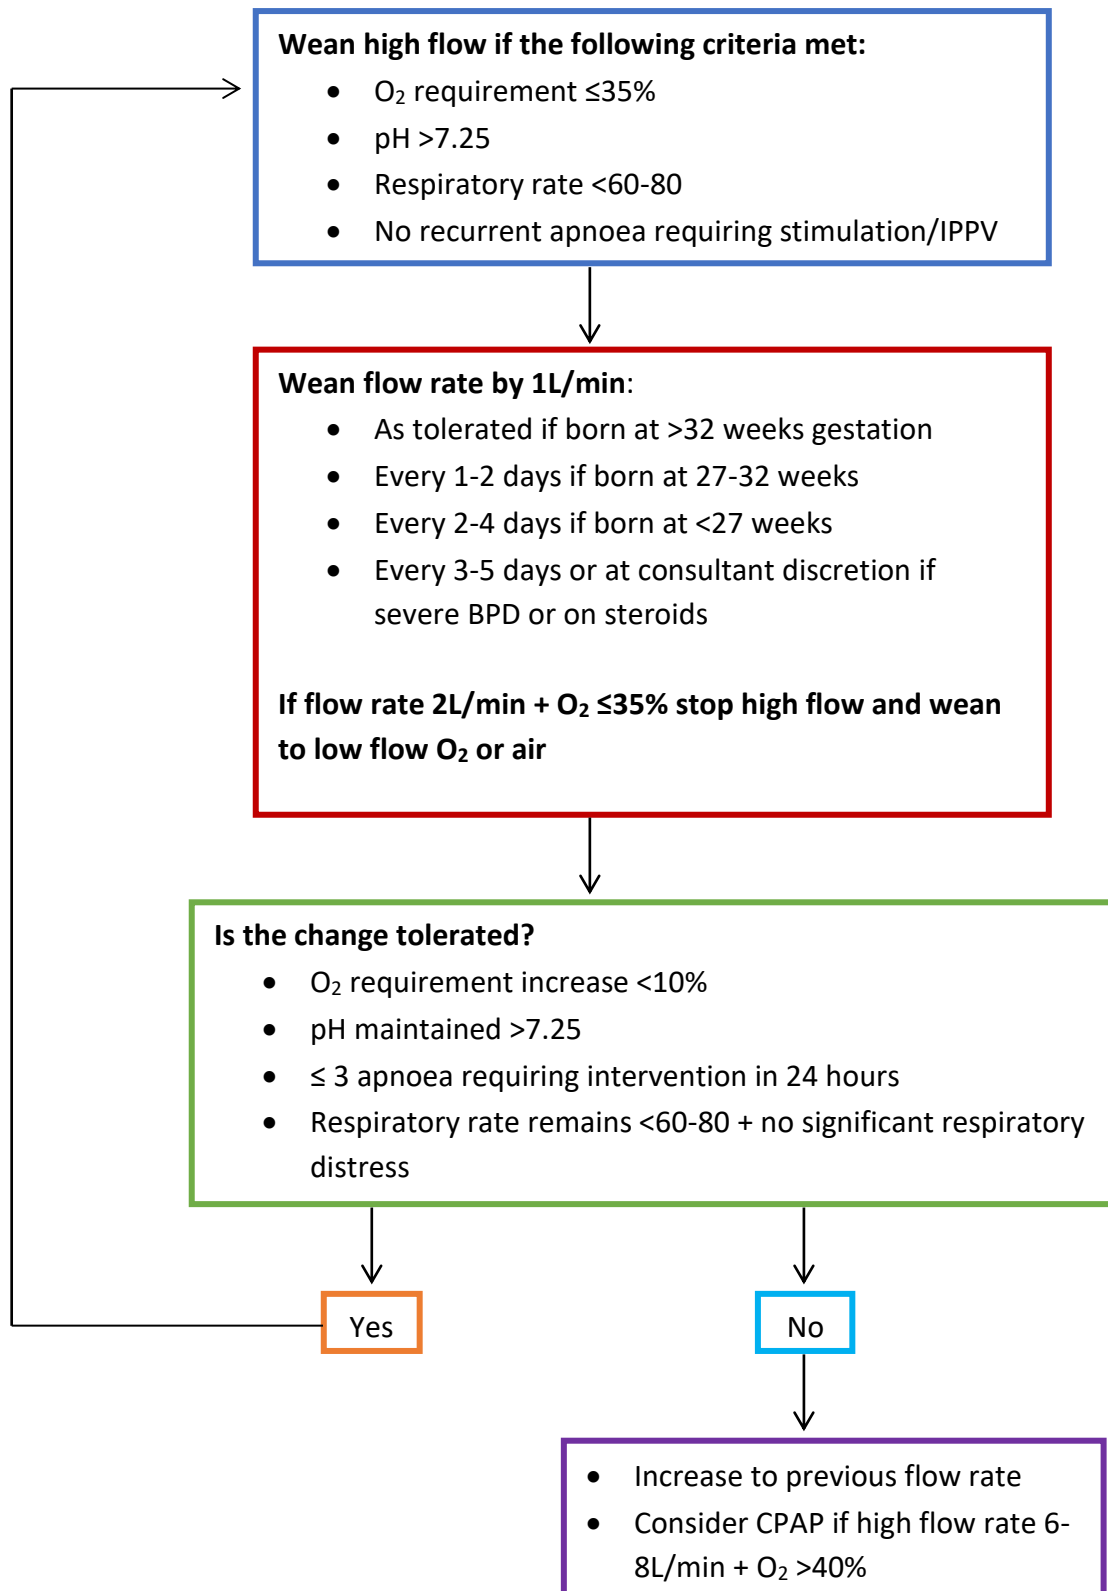 Wean high flow if the following criteria met:
• O₂ requirement ≤35%
• pH >7.25
• Respiratory rate <60-80
• No recurrent apnoea requiring stimulation/IPPV
Wean flow rate by 1L/min:
• As tolerated if born at >32 weeks gestation
• Every 1-2 days if born at 27-32 weeks
• Every 2-4 days if born at <27 weeks
• Every 3-5 days or at consultant discretion if
severe BPD or on steroids
If flow rate 2L/min + O₂ ≤35% stop high flow and wean
to low flow O₂ or air
Is the change tolerated?
• O₂ requirement increase <10%
• pH maintained >7.25
• ≤ 3 apnoea requiring intervention in 24 hours
• Respiratory rate remains <60-80 + no significant respiratory
distress
Yes
No
• Increase to previous flow rate
• Consider CPAP if high flow rate 6-
8L/min + O₂ >40%